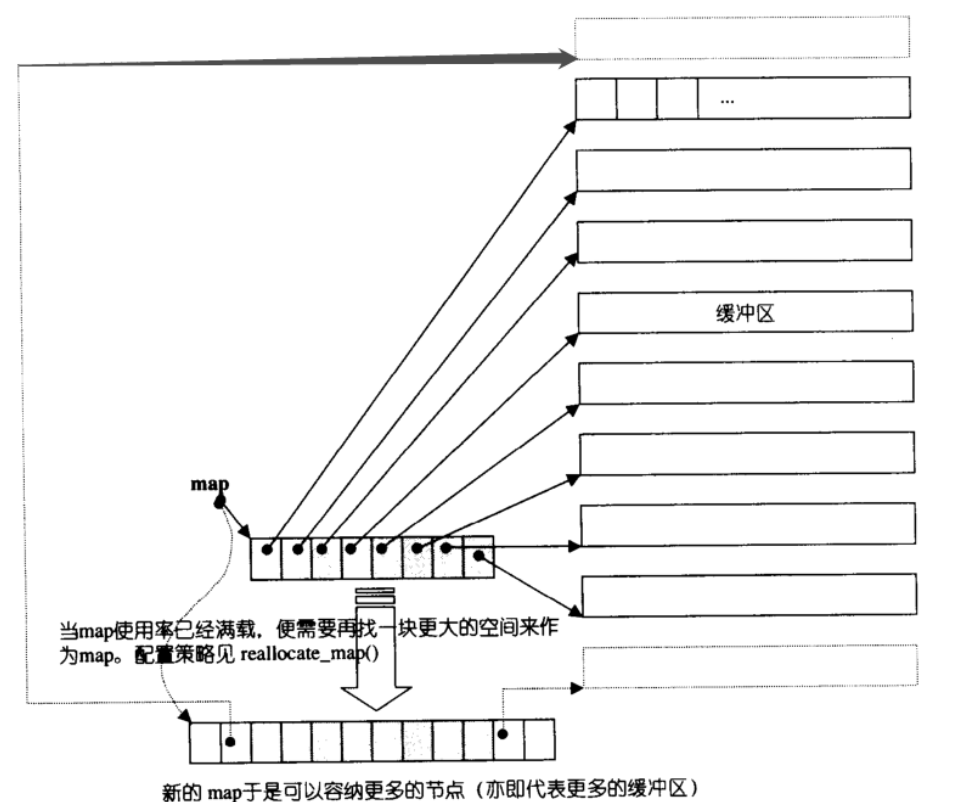 ...
缓冲区
map
当map使用率已经满载，便需要再找一块更大的空间来作
为map。配置策略见 reallocate_map()
新的 map于是可以容纳更多的节点（亦即代表更多的缓冲区）